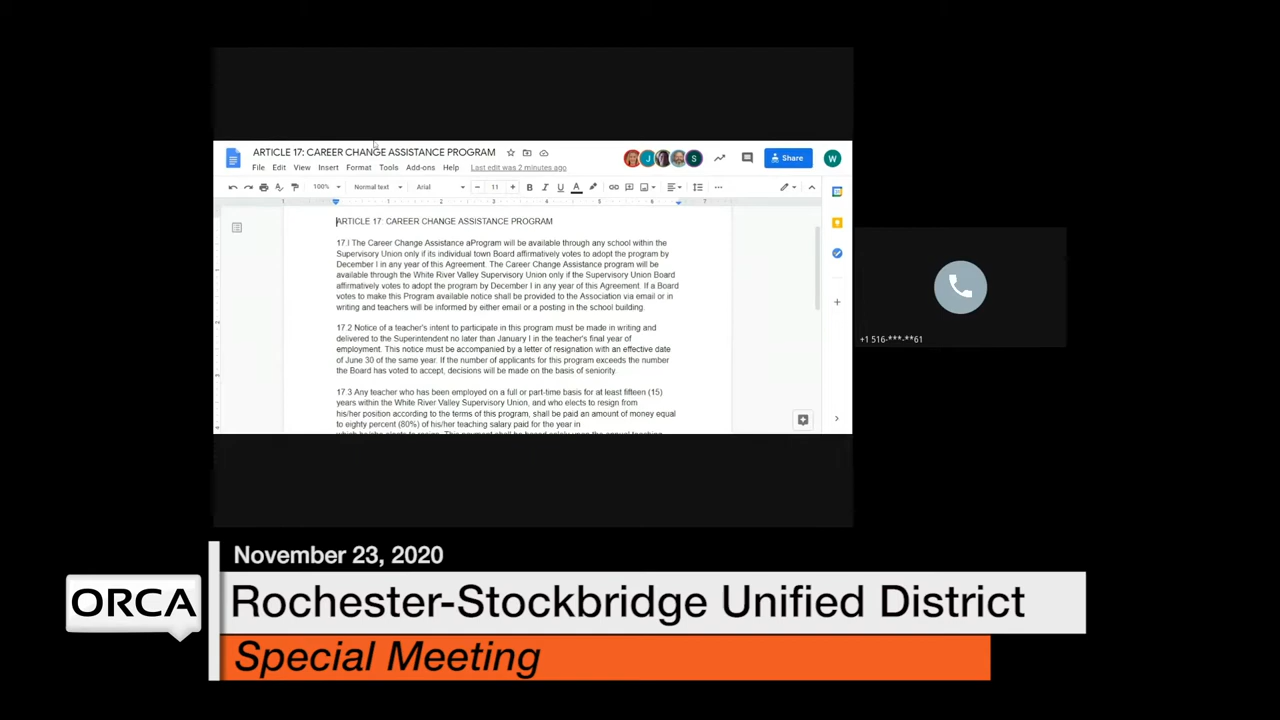 ARTICLE 17: CAREER CHANGE ASSISTANCE PROGRAM
File Edit View Insert Format Tools Add-ons Help Last edit was 2 minutes ago
J S Share W
100% Normal text Arial 11 B I U A
1 1 2 3 4 5 6 7
ARTICLE 17: CAREER CHANGE ASSISTANCE PROGRAM
17.I The Career Change Assistance aProgram will be available through any school within the
Supervisory Union only if its individual town Board affirmatively votes to adopt the program by
December I in any year of this Agreement. The Career Change Assistance program will be
available through the White River Valley Supervisory Union only if the Supervisory Union Board
affirmatively votes to adopt the program by December I in any year of this Agreement. If a Board
votes to make this Program available notice shall be provided to the Association via email or in
writing and teachers will be informed by either email or a posting in the school building.
17.2 Notice of a teacher's intent to participate in this program must be made in writing and
delivered to the Superintendent no later than January I in the teacher's final year of
employment. This notice must be accompanied by a letter of resignation with an effective date
of June 30 of the same year. If the number of applicants for this program exceeds the number
the Board has voted to accept, decisions will be made on the basis of seniority.
17.3 Any teacher who has been employed on a full or part-time basis for at least fifteen (15)
years within the White River Valley Supervisory Union, and who elects to resign from
his/her position according to the terms of this program, shall be paid an amount of money equal
to eighty percent (80%) of his/her teaching salary paid for the year in
+1 516-***-**61
November 23, 2020
ORCA
Rochester-Stockbridge Unified District
Special Meeting